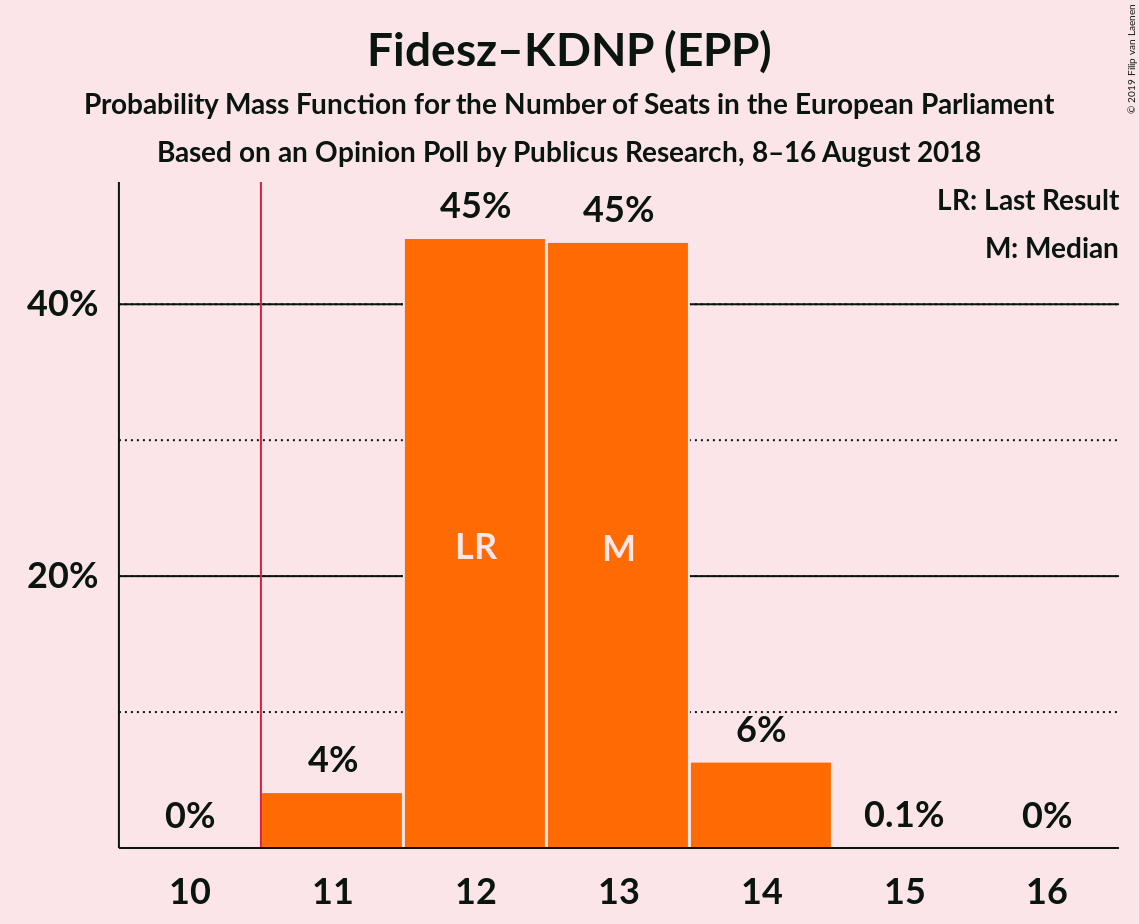 Fidesz–KDNP (EPP)
Probability Mass Function for the Number of Seats in the European Parliament
Based on an Opinion Poll by Publicus Research, 8–16 August 2018
© 2019 Filip van Laenen
LR: Last Result
M: Median
45%
45%
40%
LR
M
20%
6%
4%
0%
0.1%
0%
10
11
12
13
14
15
16